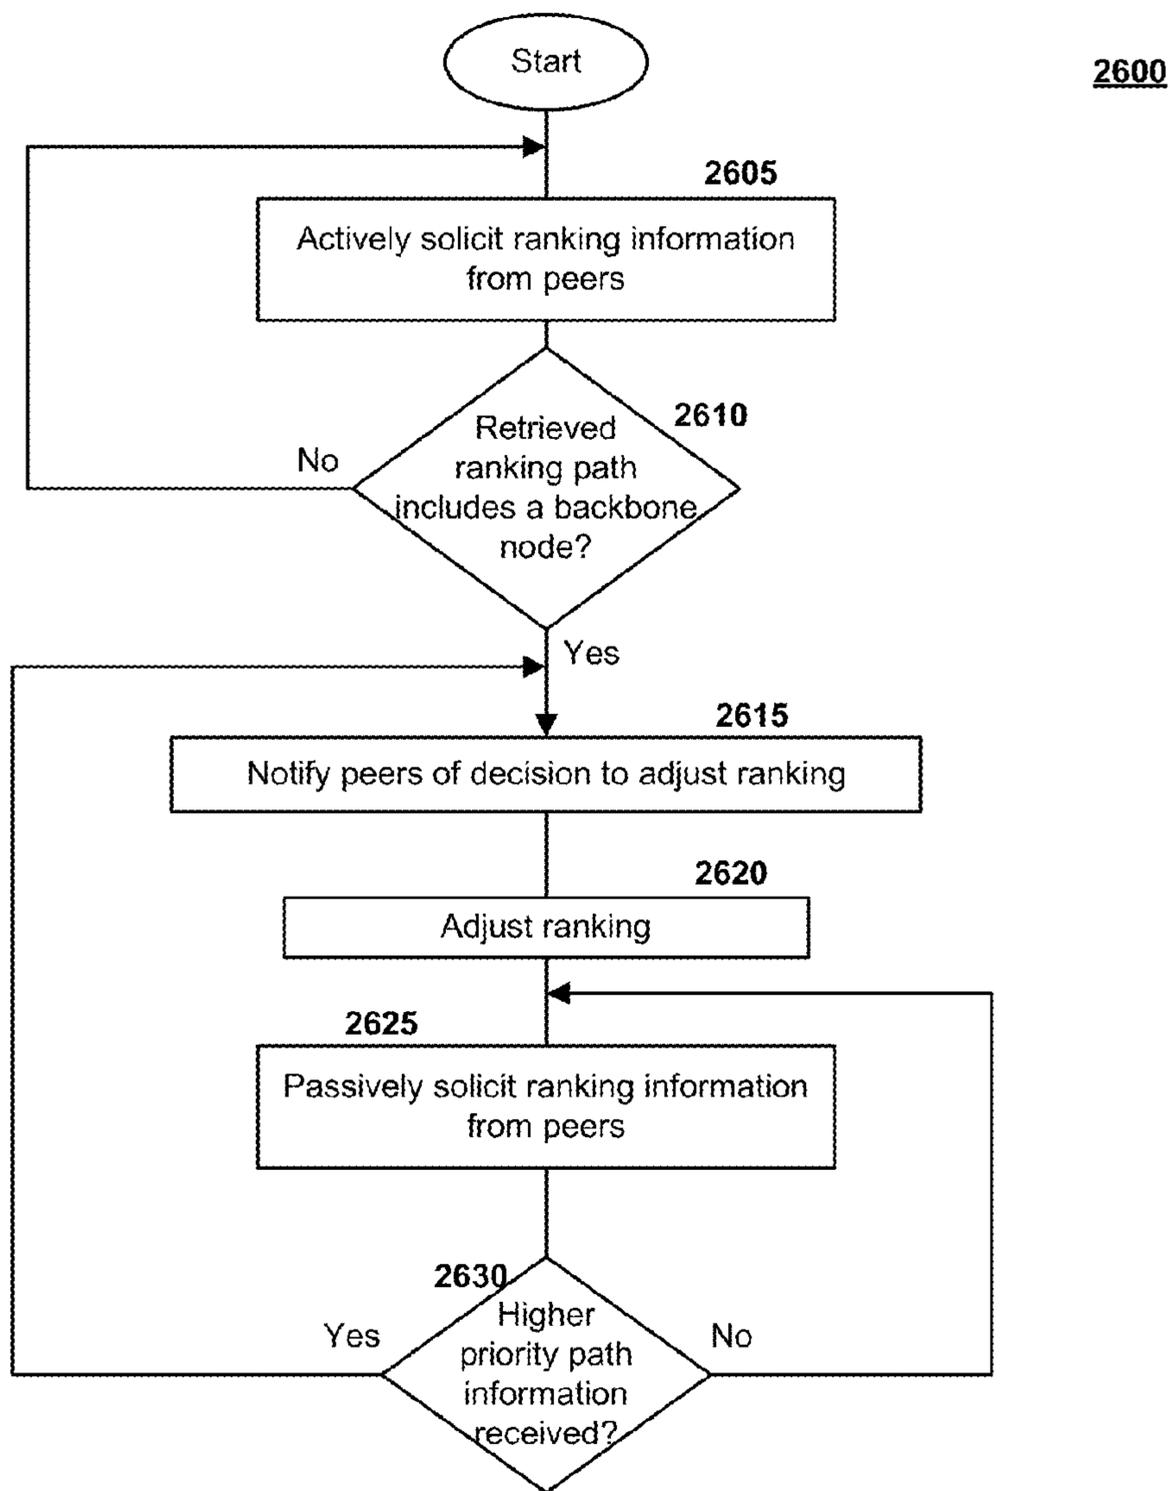 Start
2600
2605
Actively solicit ranking information
from peers
2610
Retrieved
ranking path
includes a backbone
node?
No
Yes
2615
Notify peers of decision to adjust ranking
2620
Adjust ranking
2625
Passively solicit ranking information
from peers
2630
Higher
priority path
information
received?
Yes
No